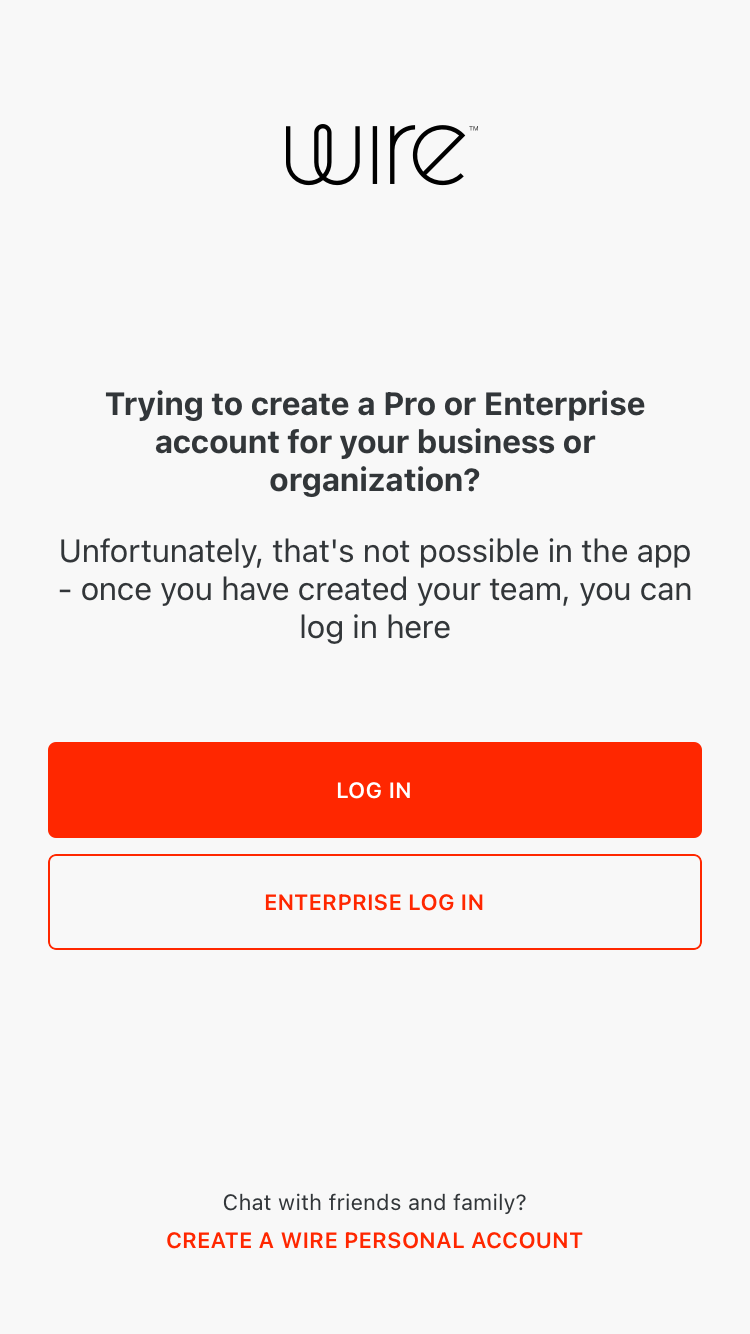 wire™
Trying to create a Pro or Enterprise
account for your business or
organization?
Unfortunately, that's not possible in the app
- once you have created your team, you can
log in here
LOG IN
ENTERPRISE LOG IN
Chat with friends and family?
CREATE A WIRE PERSONAL ACCOUNT